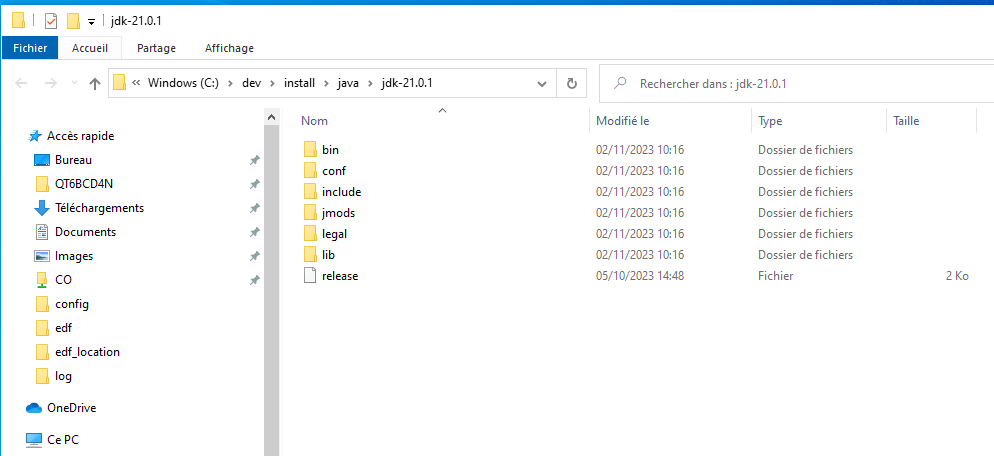 jdk-21.0.1
Fichier Accueil Partage Affichage
« Windows (C:) > dev > install > java > jdk-21.0.1
Rechercher dans : jdk-21.0.1
Accès rapide
Bureau
QT6BCD4N
Téléchargements
Documents
Images
CO
config
edf
edf_location
log
OneDrive
Ce PC
Nom Modifié le Type Taille
bin 02/11/2023 10:16 Dossier de fichiers
conf 02/11/2023 10:16 Dossier de fichiers
include 02/11/2023 10:16 Dossier de fichiers
jmods 02/11/2023 10:16 Dossier de fichiers
legal 02/11/2023 10:16 Dossier de fichiers
lib 02/11/2023 10:16 Dossier de fichiers
release 05/10/2023 14:48 Fichier 2 Ko